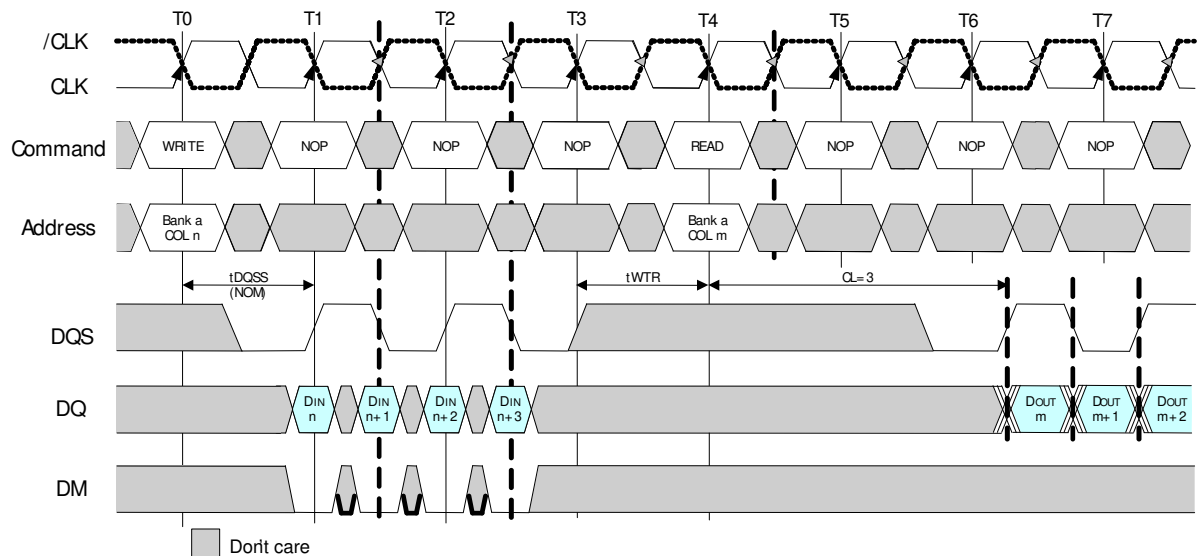 T0 T1 T2 T3 T4 T5 T6 T7
/CLK
CLK
Command WRITE NOP NOP NOP READ NOP NOP NOP
Address Bank a COL n Bank a COL m
tDQSS (NOM) tWTR CL=3
DQS
DQ DIN n DIN n+1 DIN n+2 DIN n+3 DOUT m DOUT m+1 DOUT m+2
DM
Don't care